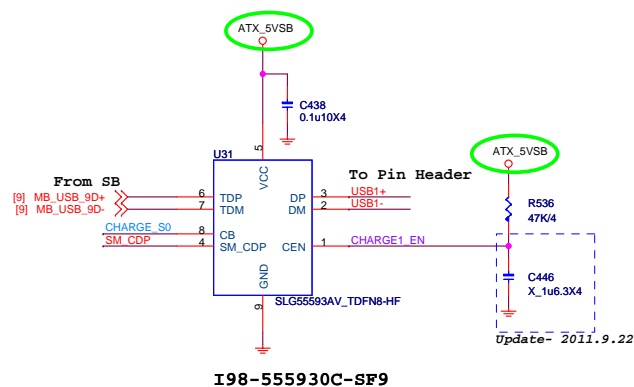 ATX_5VSB
C438
0.1u10X4
ATX_5VSB
U31
5
VCC
From SB
To Pin Header
[9] MB_USB_9D+
6
TDP
DP
3
USB1+
[9] MB_USB_9D-
7
TDM
DM
2
USB1-
R536
47K/4
CHARGE_S0
8
CB
SM_CDP
4
SM_CDP
CEN
1
CHARGE1_EN
GND
9
SLG55593AV_TDFN8-HF
C446
X_1u6.3X4
Update- 2011.9.22
I98-555930C-SF9